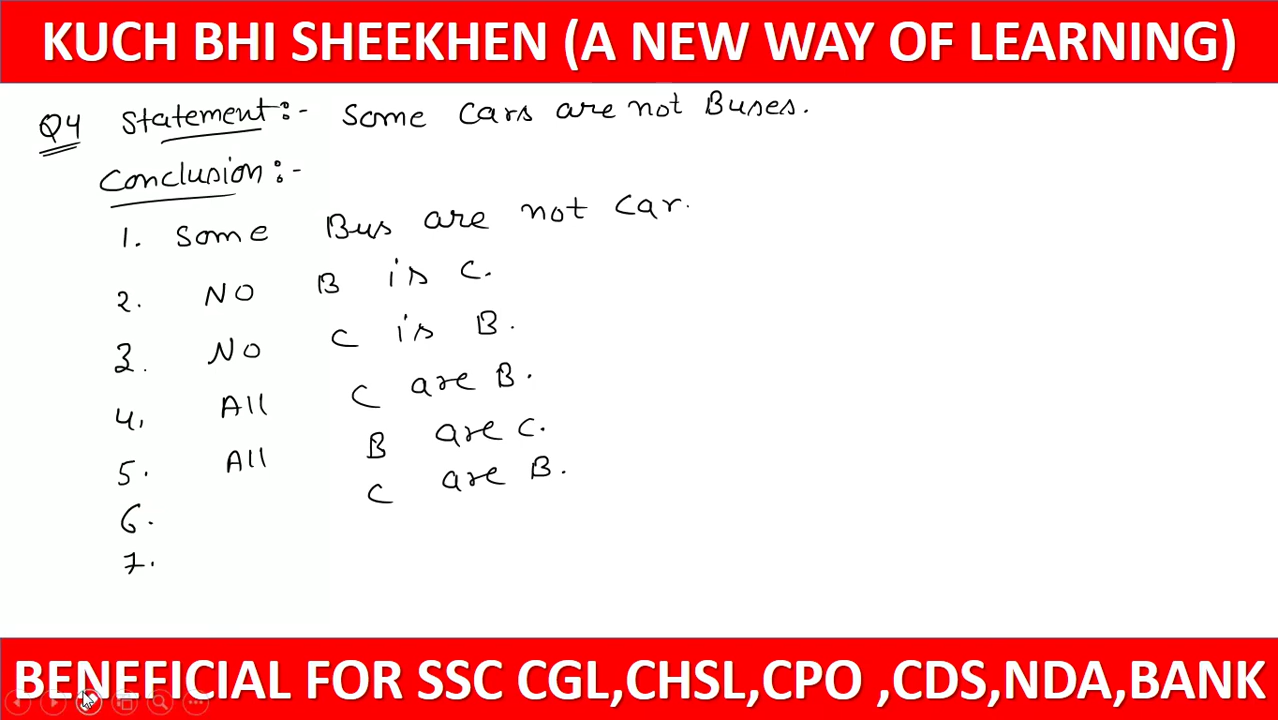 KUCH BHI SHEEKHEN (A NEW WAY OF LEARNING)
Q4 Statement:- Some Cars are not Buses.
Conclusion:-
1. Some Bus are not Car.
2. NO B is C.
3. NO C is B.
4. All C are B.
5. All B are C.
6. C are B.
7.
BENEFICIAL FOR SSC CGL,CHSL,CPO ,CDS,NDA,BANK